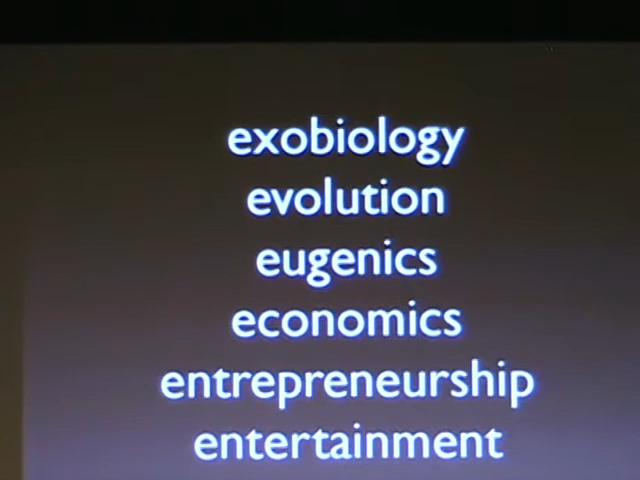 exobiology
evolution
eugenics
economics
entrepreneurship
entertainment